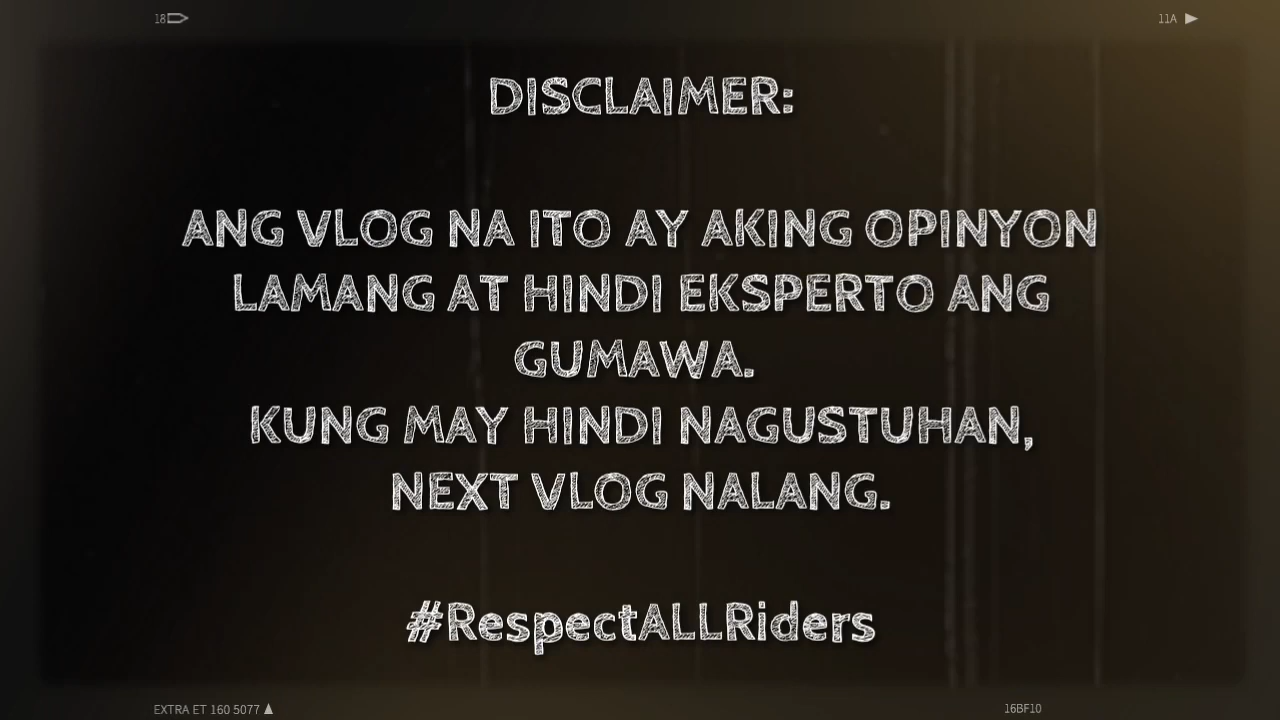 18
11A
DISCLAIMER:
ANG VLOG NA ITO AY AKING OPINYON
LAMANG AT HINDI EKSPERTO ANG
GUMAWA.
KUNG MAY HINDI NAGUSTUHAN,
NEXT VLOG NALANG.
#RespectALLRiders
EXTRA ET 160 5077
16BF10